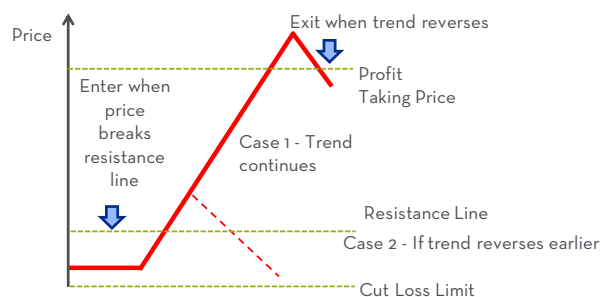 Exit when trend reverses
Price
Profit
Taking Price
Enter when
price
breaks
resistance
line
Case 1 - Trend
continues
Resistance Line
Case 2 - If trend reverses earlier
Cut Loss Limit